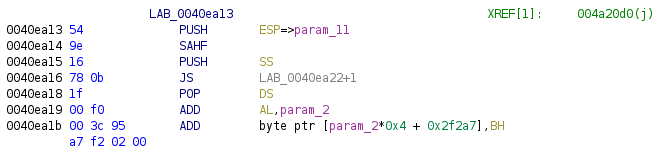 LAB_0040ea13 XREF[1]: 004a20d0(j)
0040ea13 54 PUSH ESP=>param_11
0040ea14 9e SAHF
0040ea15 16 PUSH SS
0040ea16 78 0b JS LAB_0040ea22+1
0040ea18 1f POP DS
0040ea19 00 f0 ADD AL,param_2
0040ea1b 00 3c 95 ADD byte ptr [param_2*0x4 + 0x2f2a7],BH
a7 f2 02 00